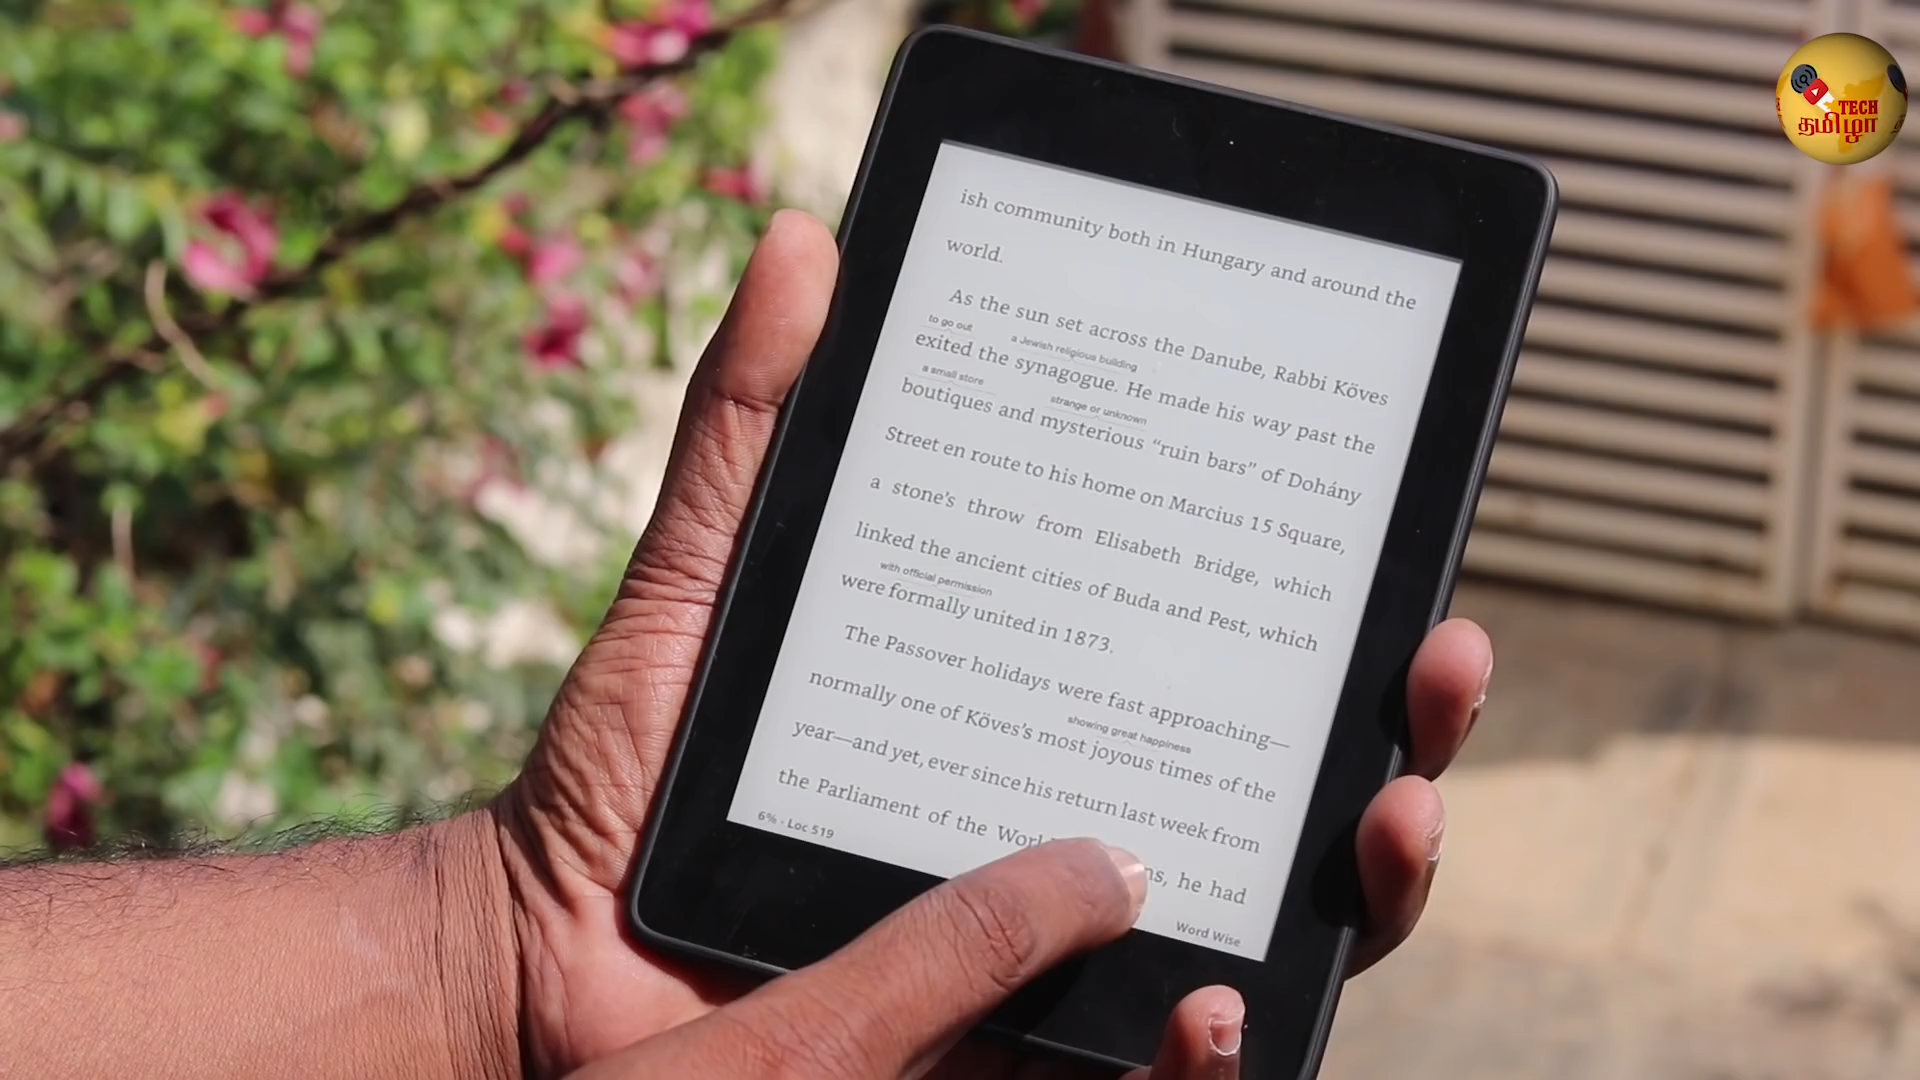 TECH
தமிழா
ish community both in Hungary and around the
world.
As the sun set across the Danube, Rabbi Köves
to go out
a Jewish religious building
exited the synagogue. He made his way past the
a small store
strange or unknown
boutiques and mysterious “ruin bars” of Dohány
Street en route to his home on Marcius 15 Square,
a stone’s throw from Elisabeth Bridge, which
linked the ancient cities of Buda and Pest, which
with official permission
were formally united in 1873.
The Passover holidays were fast approaching—
normally one of Köves’s most joyous times of the
showing great happiness
year—and yet, ever since his return last week from
the Parliament of the he had
6% - Loc 519
Word Wise